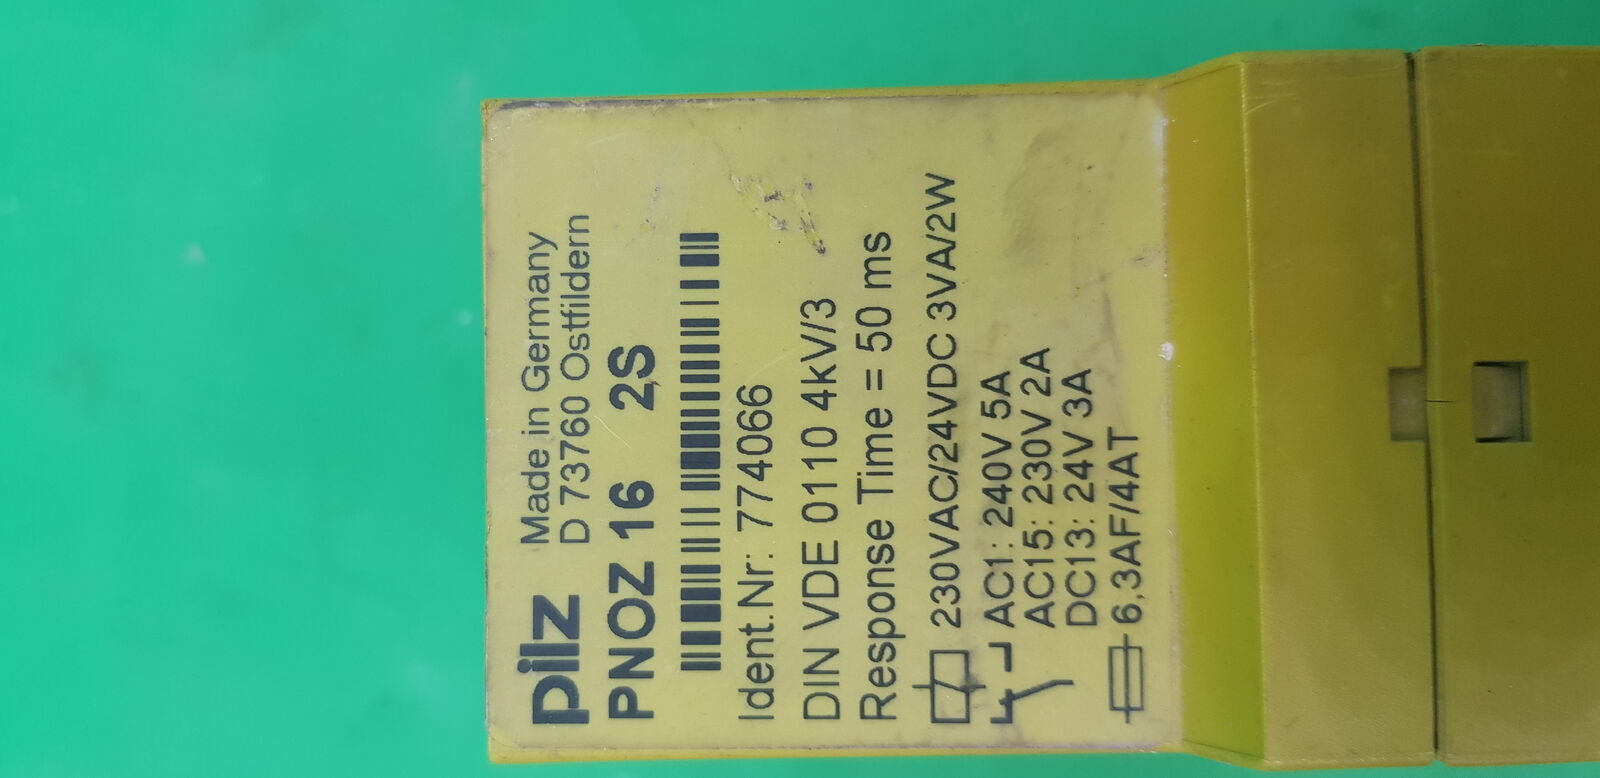 pilz
Made in Germany
D 73760 Ostfildern
PNOZ 16 2S
Ident.Nr: 774066
DIN VDE 0110 4kV/3
Response Time = 50 ms
230VAC/24VDC 3VA/2W
AC1: 240V 5A
AC15: 230V 2A
DC13: 24V 3A
6,3AF/4AT